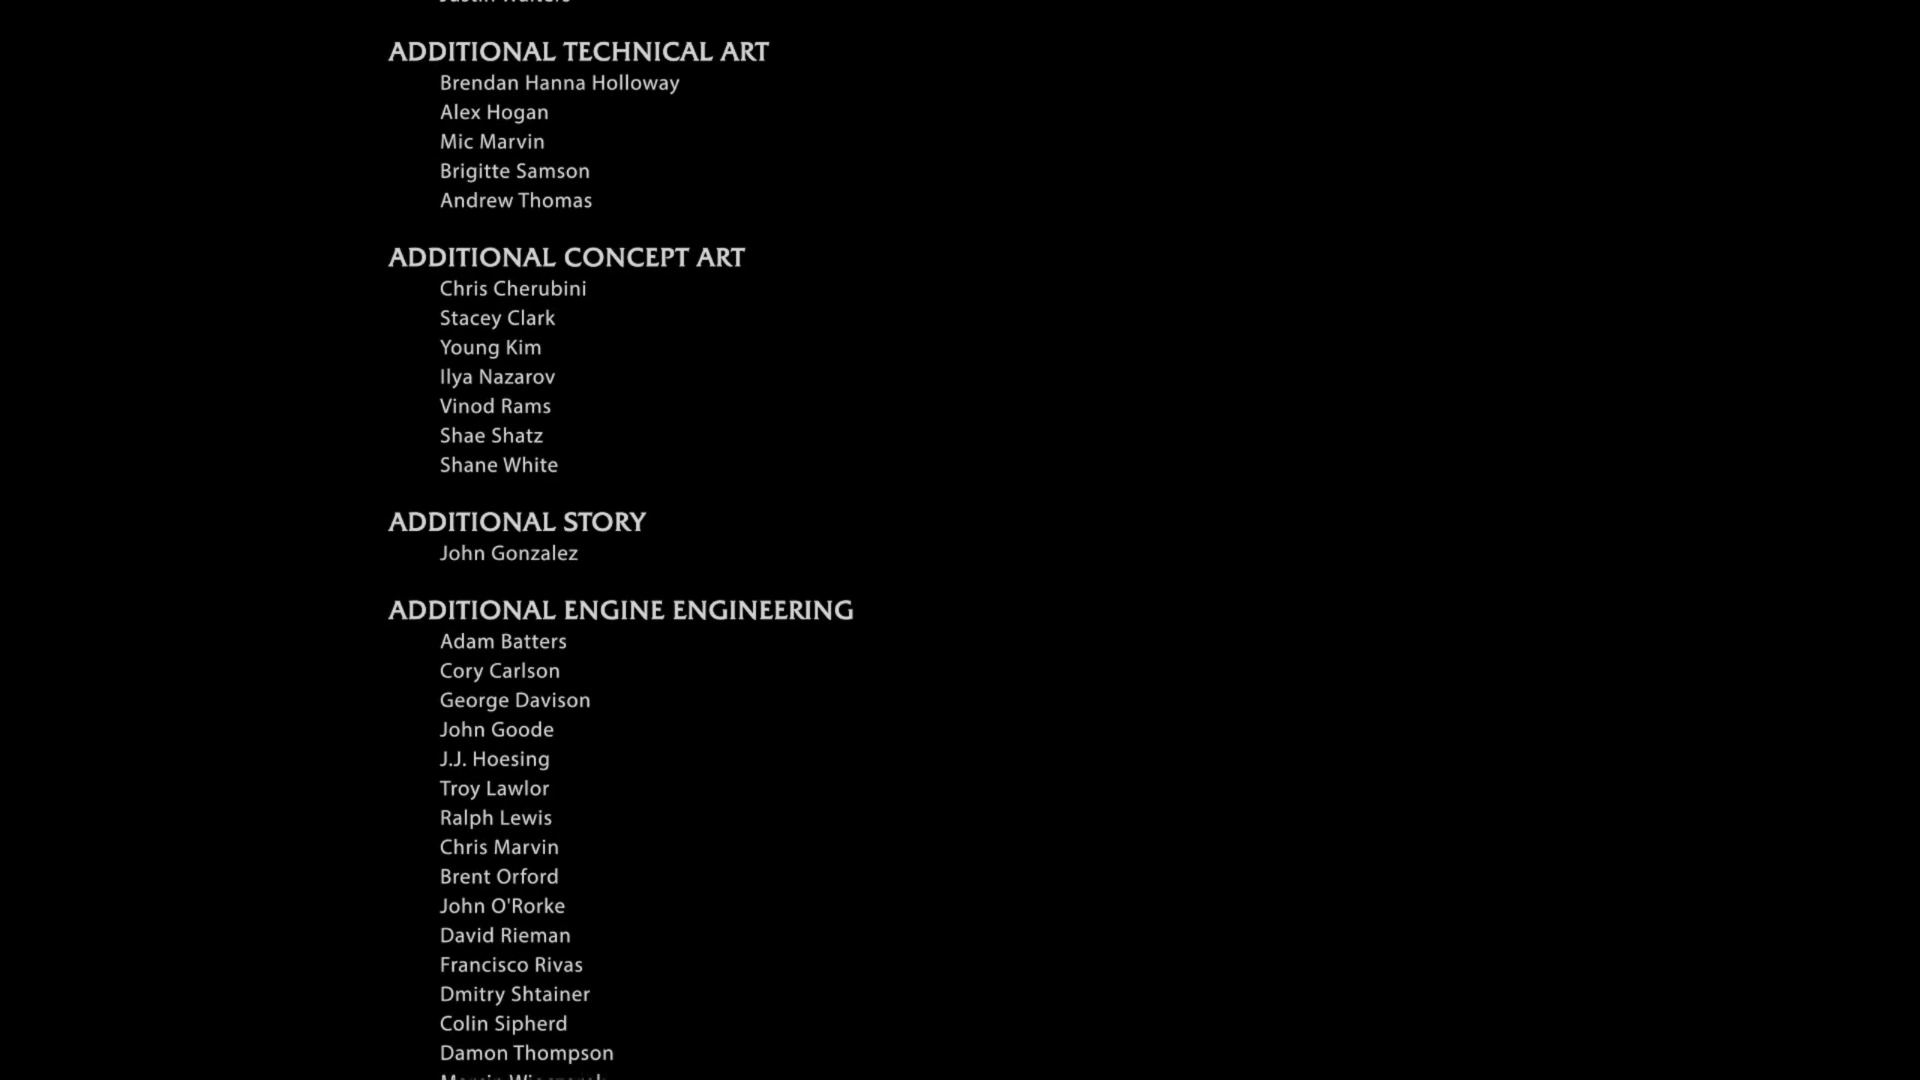 ADDITIONAL TECHNICAL ART
Brendan Hanna Holloway
Alex Hogan
Mic Marvin
Brigitte Samson
Andrew Thomas
ADDITIONAL CONCEPT ART
Chris Cherubini
Stacey Clark
Young Kim
Ilya Nazarov
Vinod Rams
Shae Shatz
Shane White
ADDITIONAL STORY
John Gonzalez
ADDITIONAL ENGINE ENGINEERING
Adam Batters
Cory Carlson
George Davison
John Goode
J.J. Hoesing
Troy Lawlor
Ralph Lewis
Chris Marvin
Brent Orford
John O'Rorke
David Rieman
Francisco Rivas
Dmitry Shtainer
Colin Sipherd
Damon Thompson